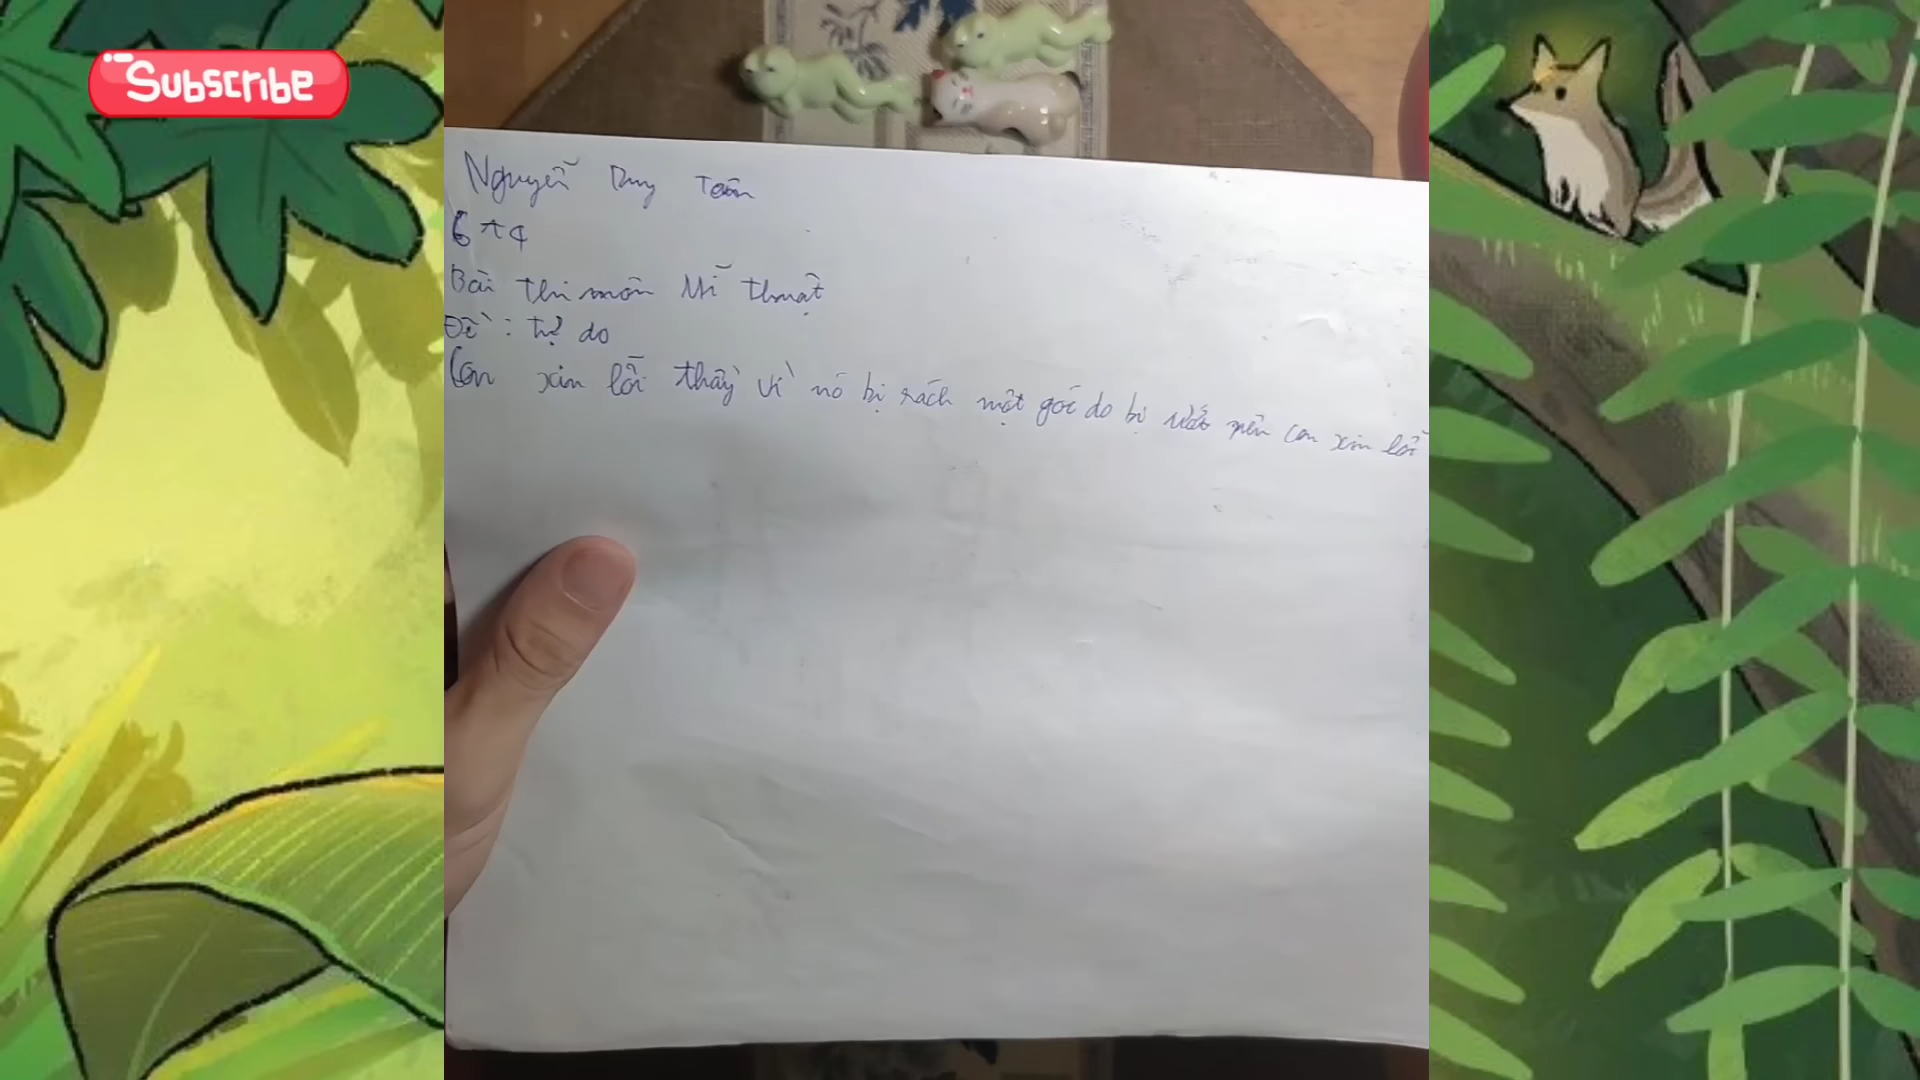 Subscribe
Nguyễn Duy Toàn
Bài thi môn Mĩ thuật
Đề: tự do
Con xin lỗi thầy vì nó bị rách một góc do bị ướt nên con xin lỗi